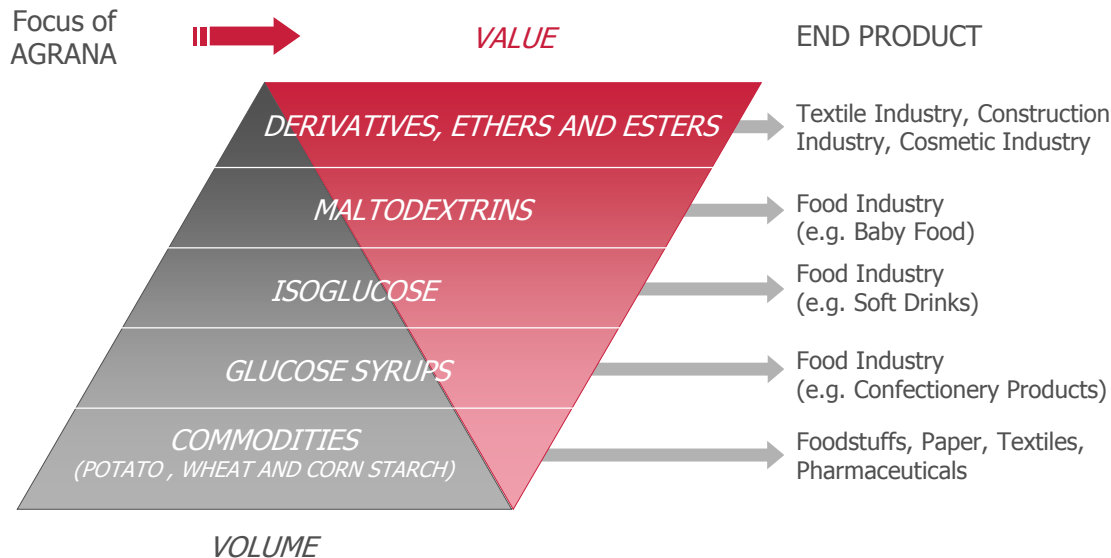 Focus of
AGRANA
VALUE
END PRODUCT
DERIVATIVES, ETHERS AND ESTERS
Textile Industry, Construction
Industry, Cosmetic Industry
MALTODEXTRINS
Food Industry
(e.g. Baby Food)
ISOGLUCOSE
Food Industry
(e.g. Soft Drinks)
GLUCOSE SYRUPS
Food Industry
(e.g. Confectionery Products)
COMMODITIES
(POTATO , WHEAT AND CORN STARCH)
Foodstuffs, Paper, Textiles,
Pharmaceuticals
VOLUME